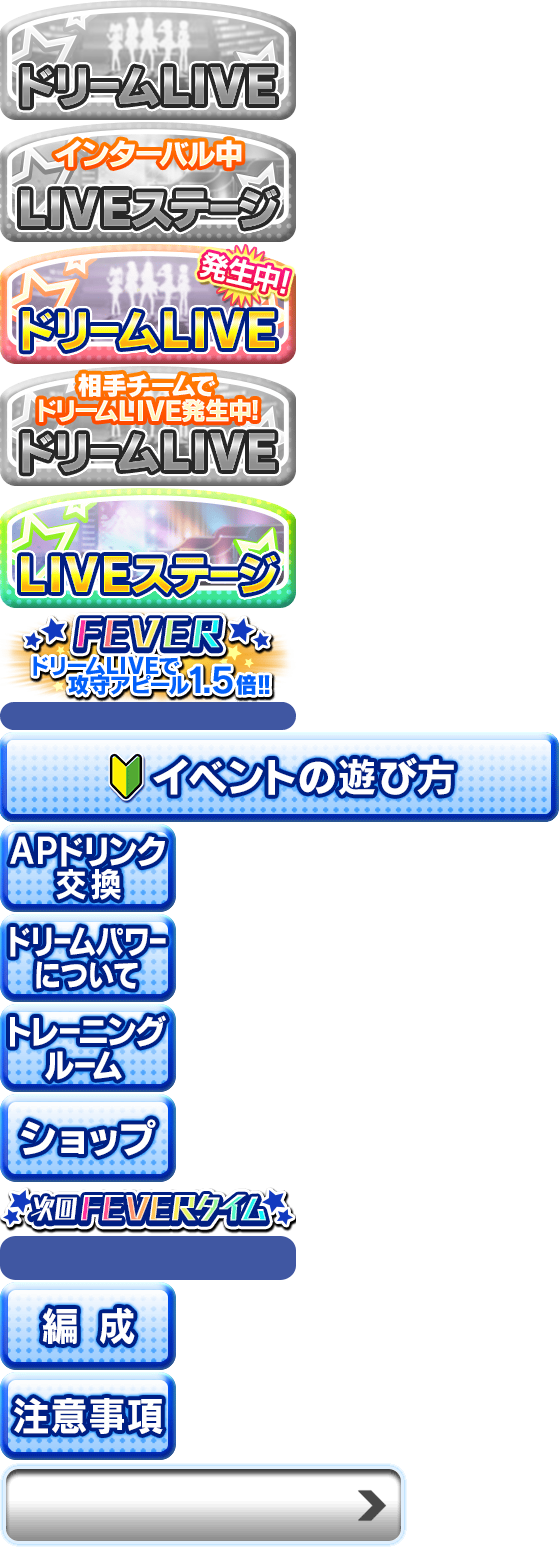 ドリームLIVE
インターバル中
LIVEステージ
発生中!
ドリームLIVE
相手チームで
ドリームLIVE発生中!
ドリームLIVE
LIVEステージ
FEVER
ドリームLIVEで
攻守アピール1.5倍!!
イベントの遊び方
APドリンク
交換
ドリームパワー
について
トレーニング
ルーム
ショップ
次回FEVERタイム
編成
注意事項